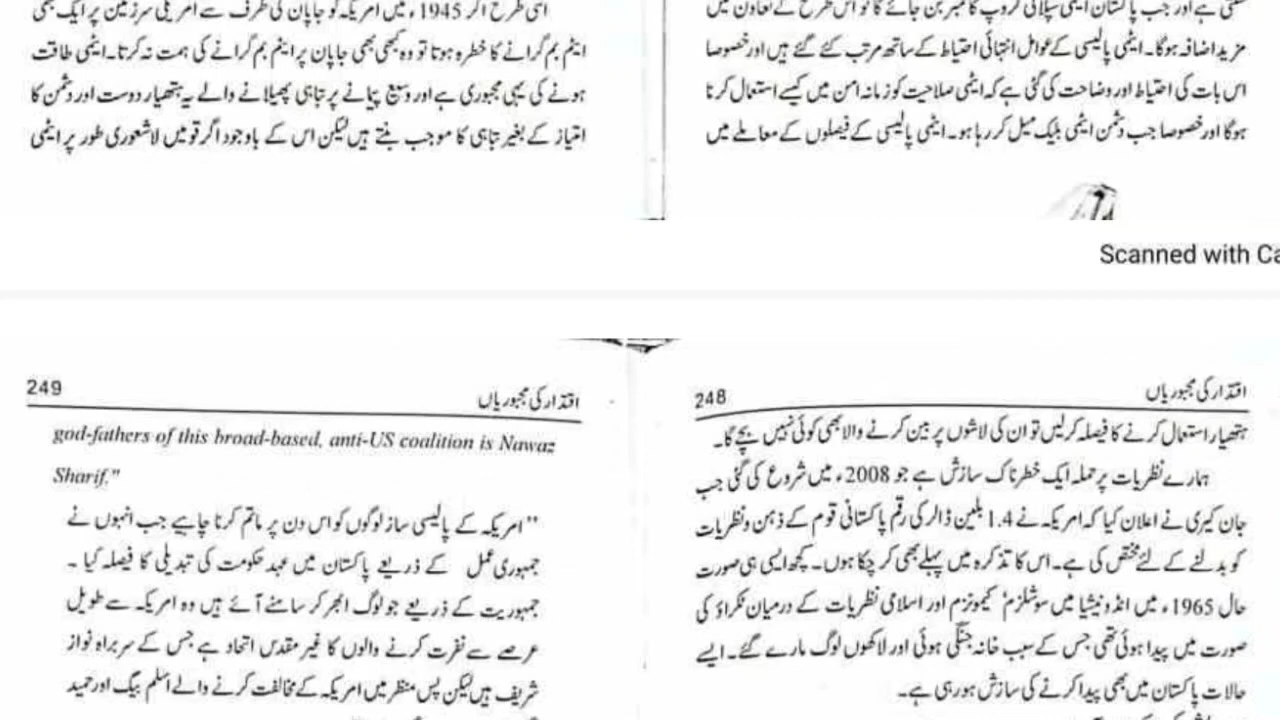 سکتی ہے اور جب پاکستان ایٹمی سپلائی گروپ کا ممبر بن جائے گا تو اس طرح کے تعاون میں
مزید اضافہ ہوگا۔ ایٹمی پالیسی کے عوامل انتہائی احتیاط کے ساتھ مرتب کئے گئے ہیں اور خصوصا
اس بات کی احتیاط اور وضاحت کی گئی ہے کہ ایٹمی صلاحیت کو زمانہ امن میں کیسے استعمال کرنا
ہوگا اور خصوصا جب دشمن ایٹمی بلیک میل کر رہا ہو۔ ایٹمی پالیسی کے فیصلوں کے معاملے میں
اسی طرح اگر 1945ء میں امریکہ کو جاپان کی طرف سے امریکی سرزمین پر ایک بھی
ایٹم بم گرانے کا خطرہ ہوتا تو وہ کبھی بھی جاپان پر ایٹم بم گرانے کی ہمت نہ کرتا۔ ایٹمی طاقت
ہونے کی یہی مجبوری ہے اور وسیع پیمانے پر تباہی پھیلانے والے یہ ہتھیار دوست اور دشمن کا
امتیاز کے بغیر تباہی کا موجب بنتے ہیں لیکن اس کے باوجود اگر قومیں لاشعوری طور پر ایٹمی
Scanned with Ca
اقتدار کی مجبوریاں 248
ہتھیار استعمال کرنے کا فیصلہ کرلیں تو ان کی لاشوں پر بین کرنے والا بھی کوئی نہیں بچے گا۔
ہمارے نظریات پر حملہ ایک خطرناک سازش ہے جو 2008ء میں شروع کی گئی جب
جان کیری نے اعلان کیا کہ امریکہ نے 1.4 بلین ڈالر کی رقم پاکستانی قوم کے ذہن ونظریات
کو بدلنے کے لئے مختص کی ہے۔ اس کا تذکرہ میں پہلے بھی کر چکا ہوں۔ کچھ ایسی ہی صورت
حال 1965ء میں انڈونیشیا میں سوشلزم' کمیونزم اور اسلامی نظریات کے درمیان ٹکراؤ کی
صورت میں پیدا ہوئی تھی جس کے سبب خانہ جنگی ہوئی اور لاکھوں لوگ مارے گئے۔ ایسے
حالات پاکستان میں بھی پیدا کرنے کی سازش ہو رہی ہے۔
اقتدار کی مجبوریاں 249
god-fathers of this broad-based, anti-US coalition is Nawaz
Sharif."
"امریکہ کے پالیسی ساز لوگوں کو اس دن پر ماتم کرنا چاہیے جب انہوں نے
جمہوری عمل کے ذریعے پاکستان میں عہد حکومت کی تبدیلی کا فیصلہ کیا ۔
جمہوریت کے ذریعے جو لوگ ابھر کر سامنے آئے ہیں وہ امریکہ سے طویل
عرصے سے نفرت کرنے والوں کا غیر مقدس اتحاد ہے جس کے سربراہ نواز
شریف ہیں لیکن پس منظر میں امریکہ کے مخالفت کرنے والے اسلم بیگ اور حمید